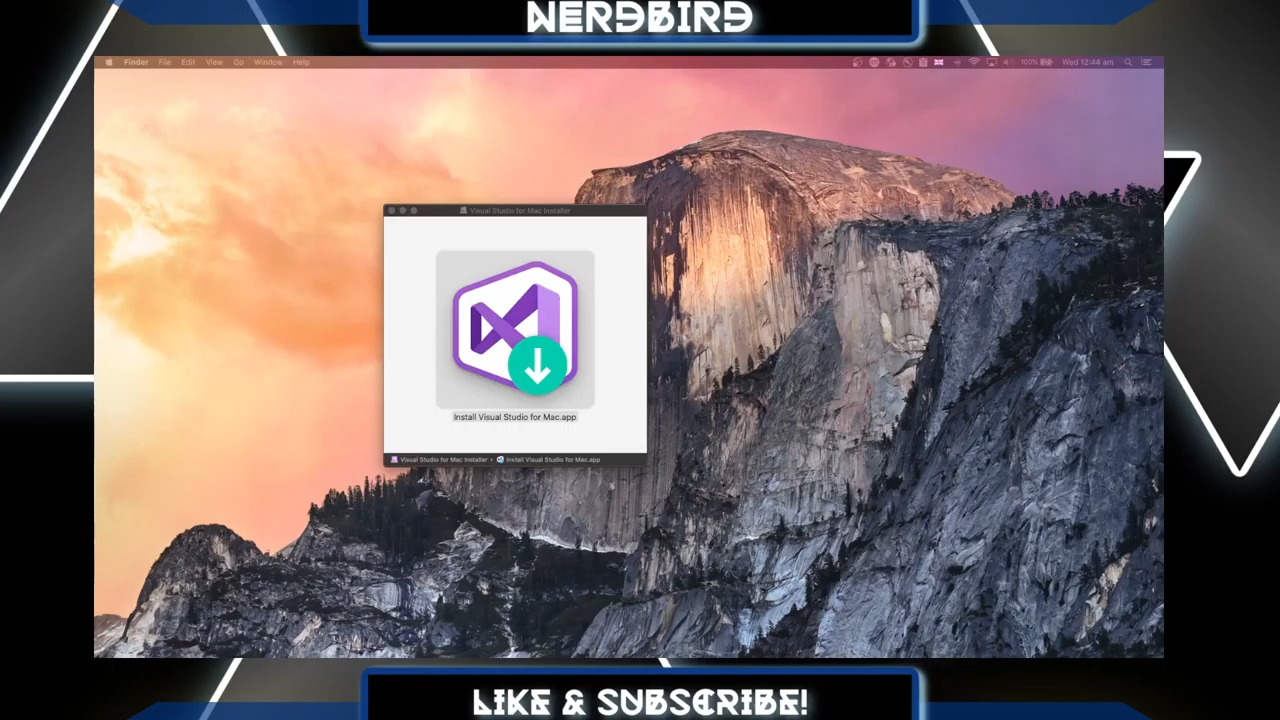 NERDBIRD
Finder File Edit View Go Window Help
100% Wed 12:44 am
Visual Studio for Mac Installer
Install Visual Studio for Mac.app
Visual Studio for Mac Installer › Install Visual Studio for Mac.app
LIKE & SUBSCRIBE!